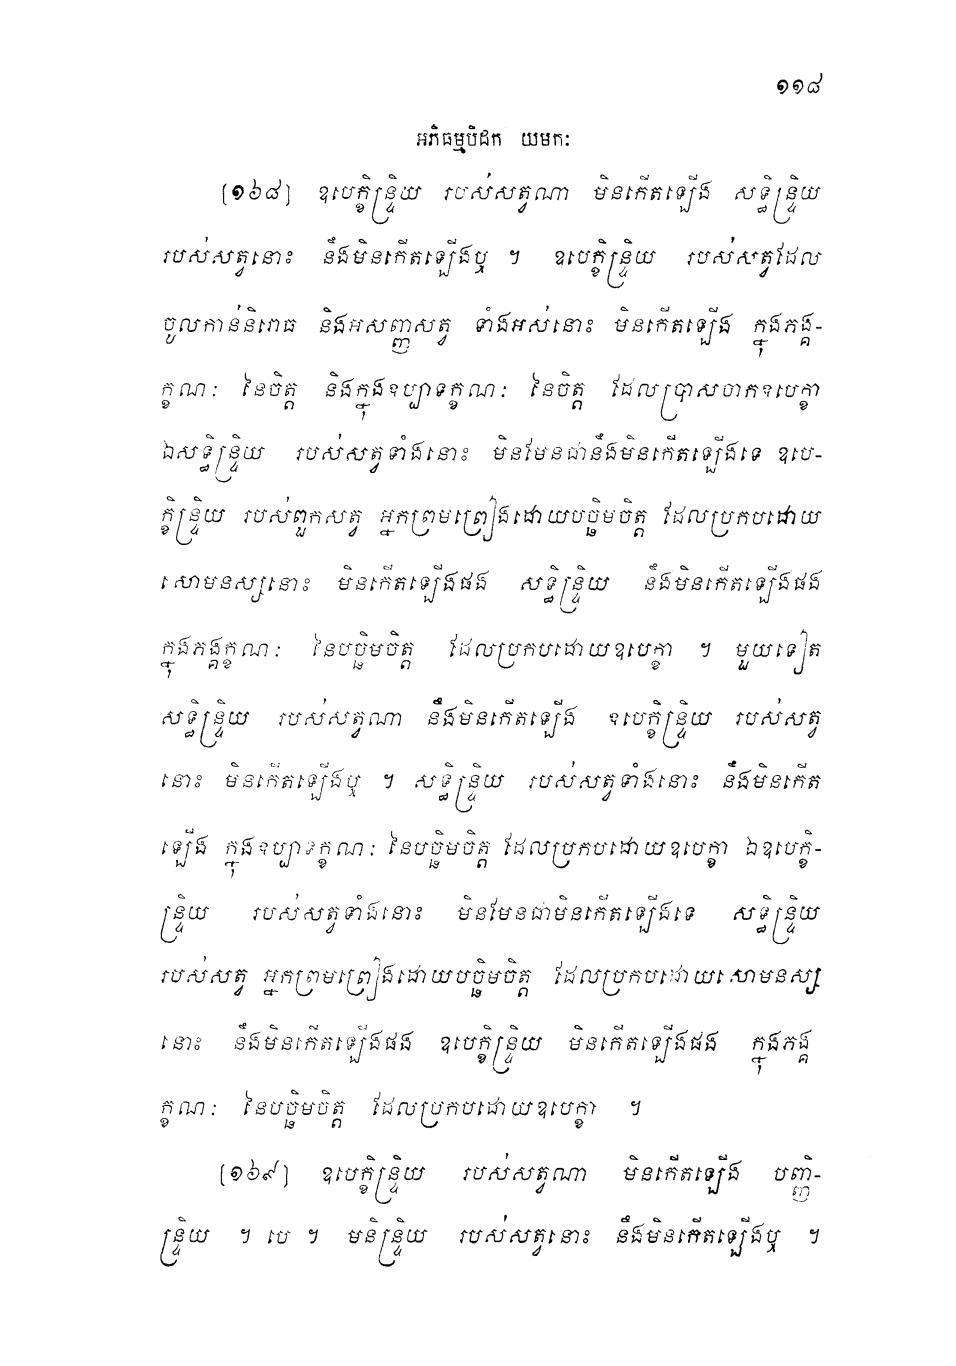 ១១៨
អភិធម្មបិដក យមកៈ
[១៦៨] ឧបេក្ខិន្ទ្រិយ របស់សត្វណា មិនកើតឡើង សទ្ធិន្ទ្រិយ
របស់សត្វនោះ នឹងមិនកើតឡើងឬ ។ ឧបេក្ខិន្ទ្រិយ របស់សត្វដែល
ចូលកាន់និរោធ និងអសញ្ញសត្វ ទាំងអស់នោះ មិនកើតឡើង ក្នុងភង្គ-
ក្ខណៈ នៃចិត្ត និងក្នុងឧប្បាទក្ខណៈ នៃចិត្ត ដែលប្រាសចាកឧបេក្ខា
ឯសទ្ធិន្ទ្រិយ របស់សត្វទាំងនោះ មិនមែនជានឹងមិនកើតឡើងទេ ឧបេ-
ក្ខិន្ទ្រិយ របស់ពួកសត្វ អ្នកព្រមព្រៀងដោយបច្ឆិមចិត្ត ដែលប្រកបដោយ
សោមនស្សនោះ មិនកើតឡើងផង សទ្ធិន្ទ្រិយ នឹងមិនកើតឡើងផង
ក្នុងភង្គក្ខណៈ នៃបច្ឆិមចិត្ត ដែលប្រកបដោយឧបេក្ខា ។ មួយទៀត
សទ្ធិន្ទ្រិយ របស់សត្វណា នឹងមិនកើតឡើង ឧបេក្ខិន្ទ្រិយ របស់សត្វ
នោះ មិនកើតឡើងឬ ។ សទ្ធិន្ទ្រិយ របស់សត្វទាំងនោះ នឹងមិនកើត
ឡើង ក្នុងឧប្បាទក្ខណៈ នៃបច្ឆិមចិត្ត ដែលប្រកបដោយឧបេក្ខា ឯឧបេក្ខិ-
ន្ទ្រិយ របស់សត្វទាំងនោះ មិនមែនជាមិនកើតឡើងទេ សទ្ធិន្ទ្រិយ
របស់សត្វ អ្នកព្រមព្រៀងដោយបច្ឆិមចិត្ត ដែលប្រកបដោយសោមនស្ស
នោះ នឹងមិនកើតឡើងផង ឧបេក្ខិន្ទ្រិយ មិនកើតឡើងផង ក្នុងភង្គ
ក្ខណៈ នៃបច្ឆិមចិត្ត ដែលប្រកបដោយឧបេក្ខា ។
[១៦៩] ឧបេក្ខិន្ទ្រិយ របស់សត្វណា មិនកើតឡើង បញ្ញិ-
ន្ទ្រិយ ។ បេ ។ មនិន្ទ្រិយ របស់សត្វនោះ នឹងមិនកើតឡើងឬ ។